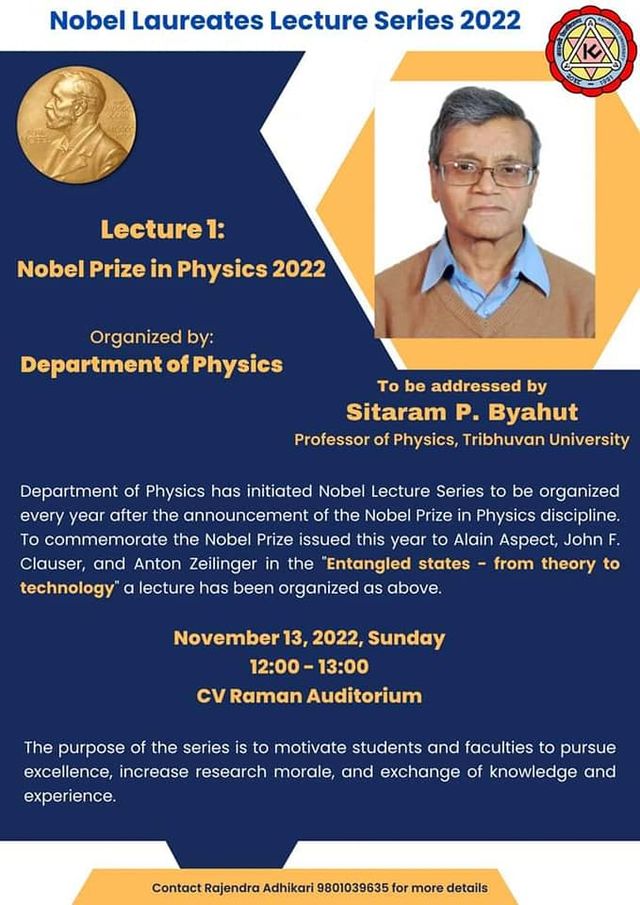 Nobel Laureates Lecture Series 2022
Lecture 1:
Nobel Prize in Physics 2022
Organized by:
Department of Physics
To be addressed by
Sitaram P. Byahut
Professor of Physics, Tribhuvan University
Department of Physics has initiated Nobel Lecture Series to be organized
every year after the announcement of the Nobel Prize in Physics discipline.
To commemorate the Nobel Prize issued this year to Alain Aspect, John F.
Clauser, and Anton Zeilinger in the "Entangled states - from theory to
technology" a lecture has been organized as above.
November 13, 2022, Sunday
12:00 - 13:00
CV Raman Auditorium
The purpose of the series is to motivate students and faculties to pursue
excellence, increase research morale, and exchange of knowledge and
experience.
Contact Rajendra Adhikari 9801039635 for more details